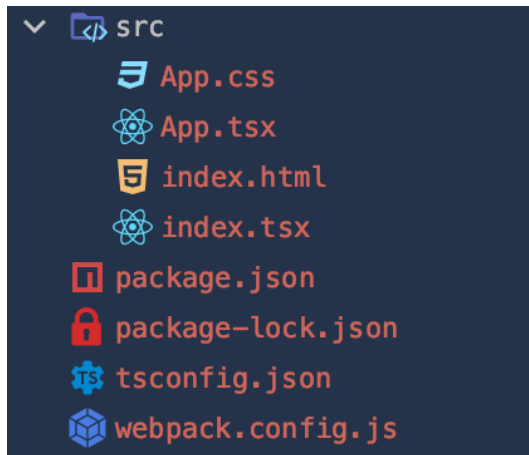 src
App.css
App.tsx
index.html
index.tsx
package.json
package-lock.json
TS tsconfig.json
webpack.config.js